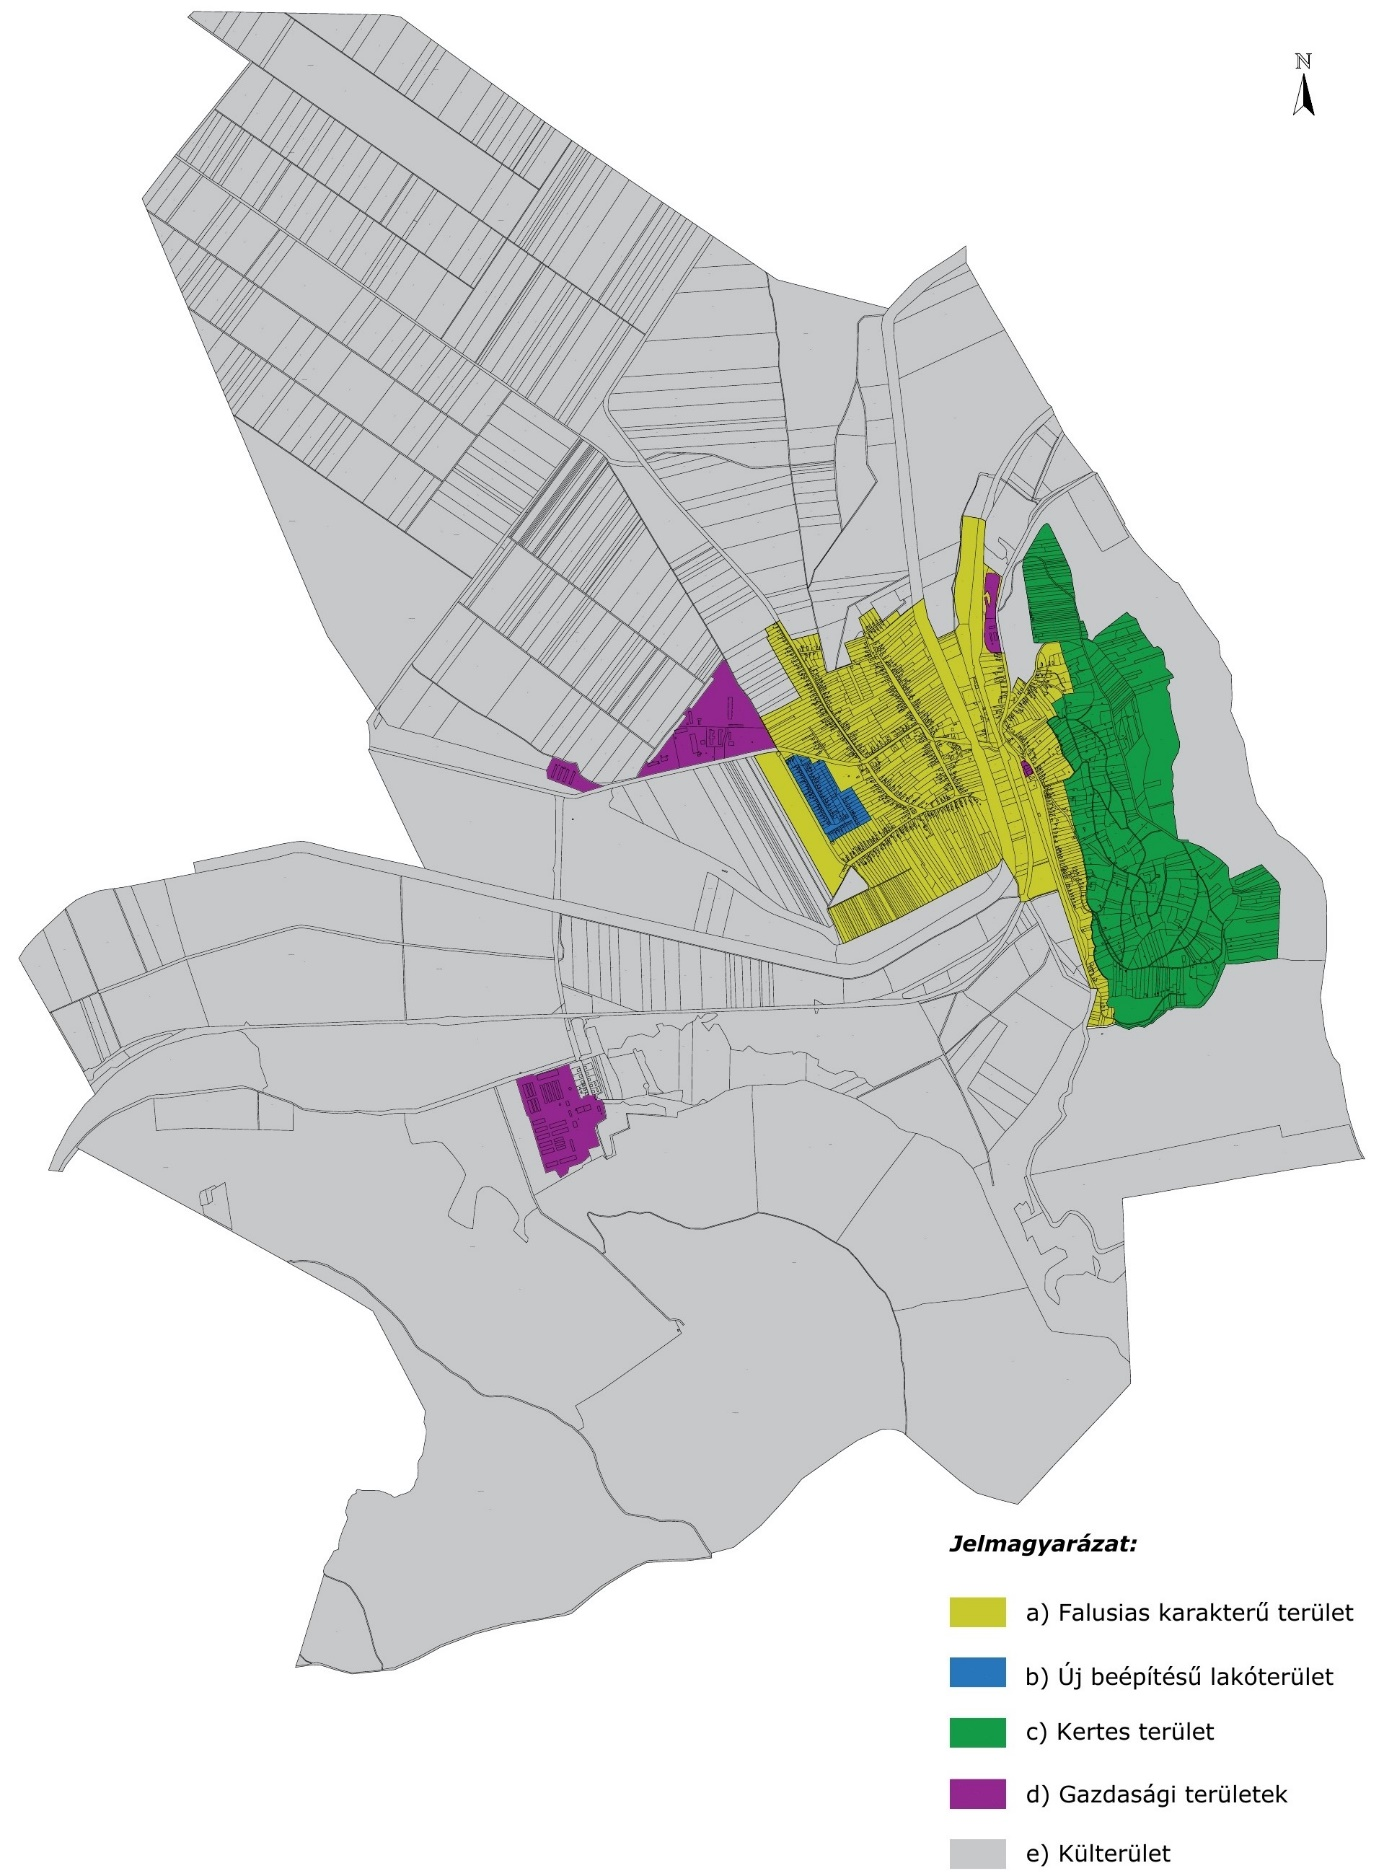 N
Jelmagyarázat:
a) Falusias karakterű terület
b) Új beépítésű lakóterület
c) Kertes terület
d) Gazdasági területek
e) Külterület